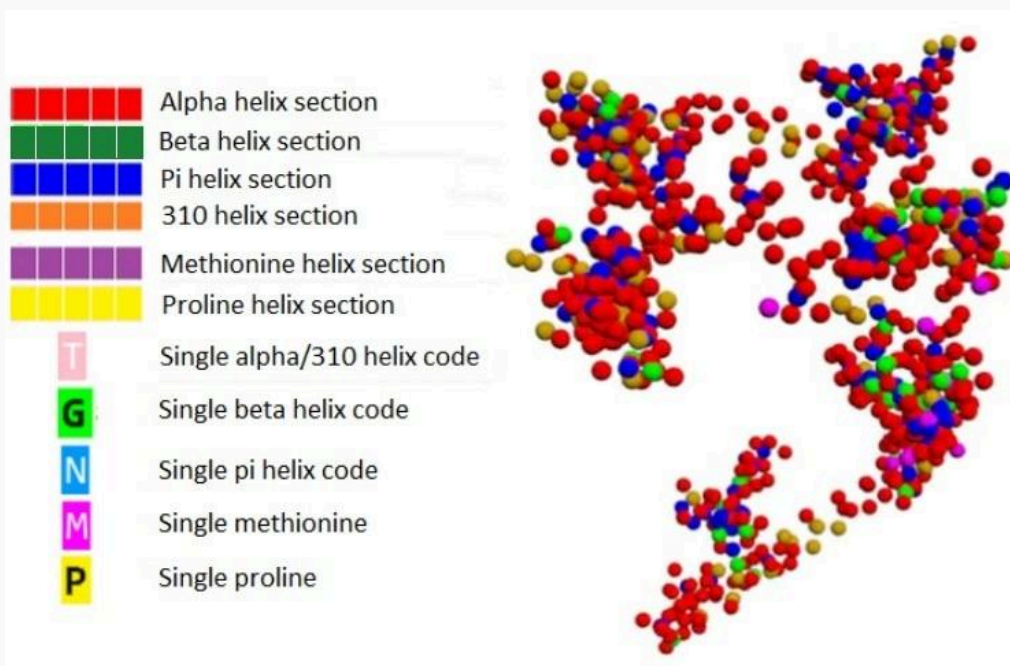 Alpha helix section
Beta helix section
Pi helix section
310 helix section
Methionine helix section
Proline helix section
T Single alpha/310 helix code
G Single beta helix code
N Single pi helix code
M Single methionine
P Single proline